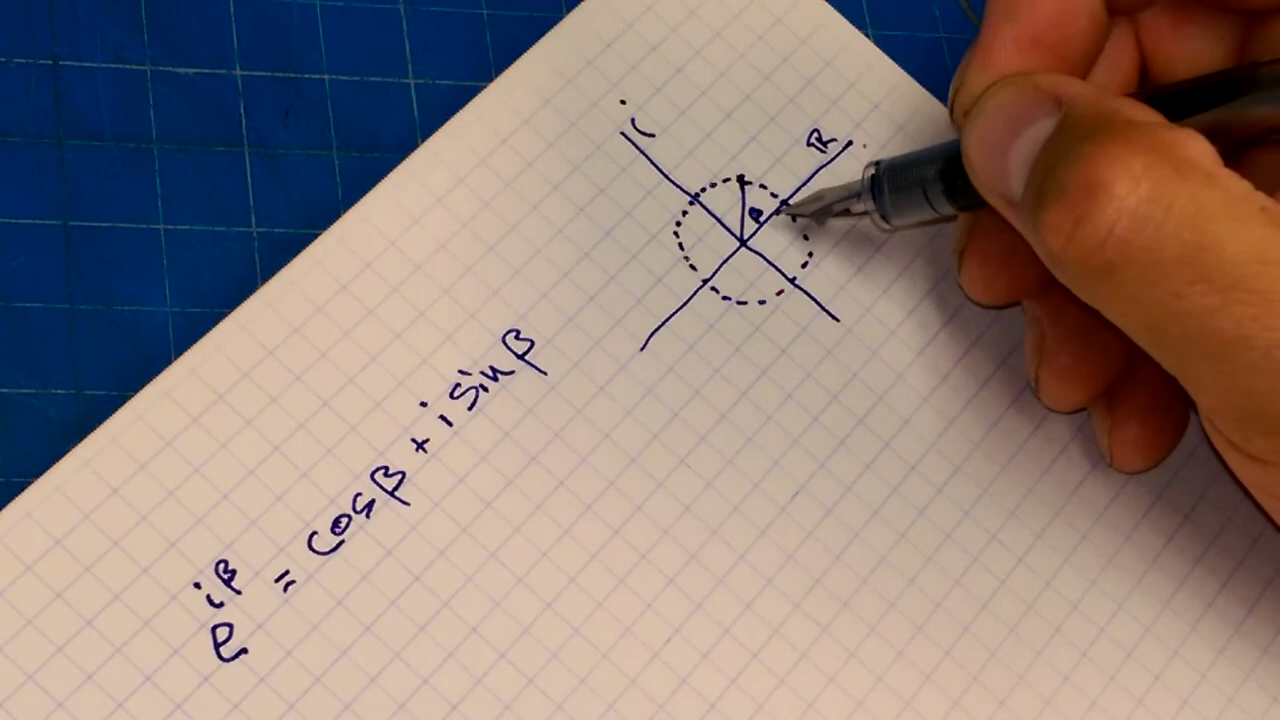 i
R
β
e^{iβ} = cosβ + i sinβ